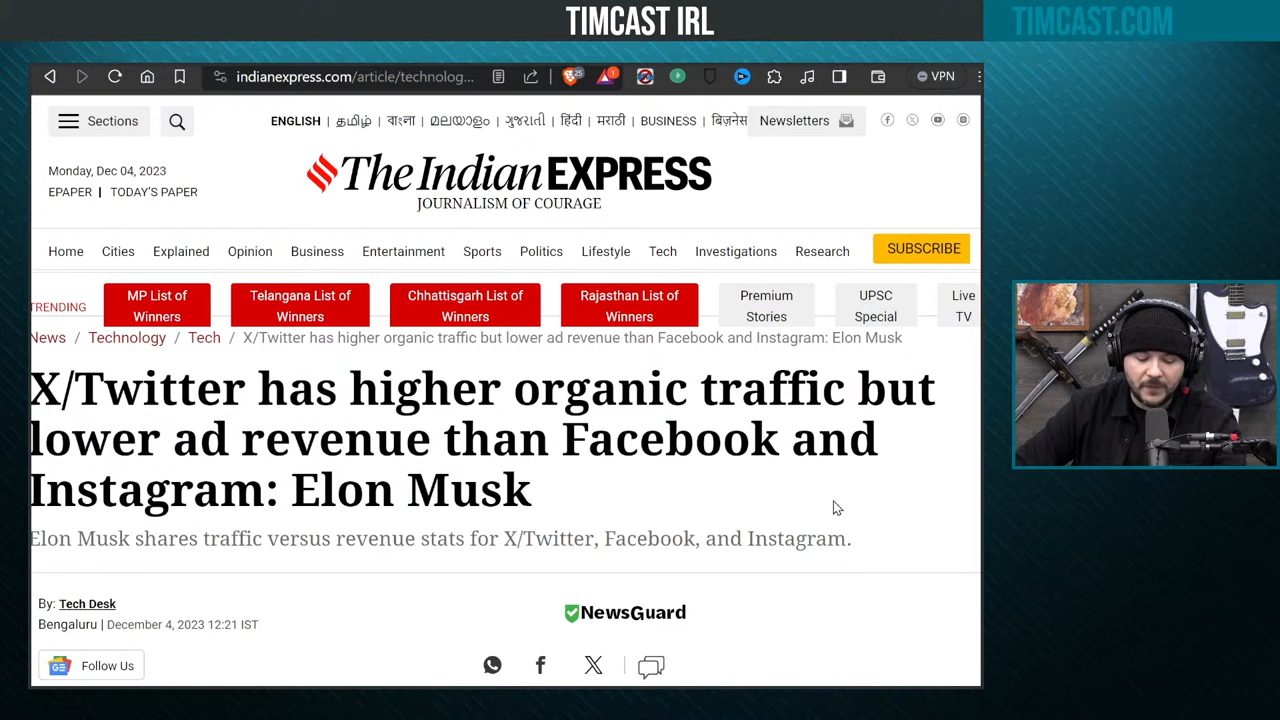 TIMCAST IRL
TIMCAST.COM
indianexpress.com/article/technolog...
25
1
VPN
Sections
ENGLISH | தமிழ் | বাংলা | മലയാളം | ગુજરાતી | हिंदी | मराठी | BUSINESS | बिज़नेस
Newsletters
Monday, Dec 04, 2023
EPAPER | TODAY'S PAPER
The Indian EXPRESS
JOURNALISM OF COURAGE
Home Cities Explained Opinion Business Entertainment Sports Politics Lifestyle Tech Investigations Research SUBSCRIBE
TRENDING
MP List of
Winners
Telangana List of
Winners
Chhattisgarh List of
Winners
Rajasthan List of
Winners
Premium
Stories
UPSC
Special
Live
TV
News / Technology / Tech / X/Twitter has higher organic traffic but lower ad revenue than Facebook and Instagram: Elon Musk
X/Twitter has higher organic traffic but
lower ad revenue than Facebook and
Instagram: Elon Musk
Elon Musk shares traffic versus revenue stats for X/Twitter, Facebook, and Instagram.
By: Tech Desk
Bengaluru | December 4, 2023 12:21 IST
NewsGuard
GE Follow Us